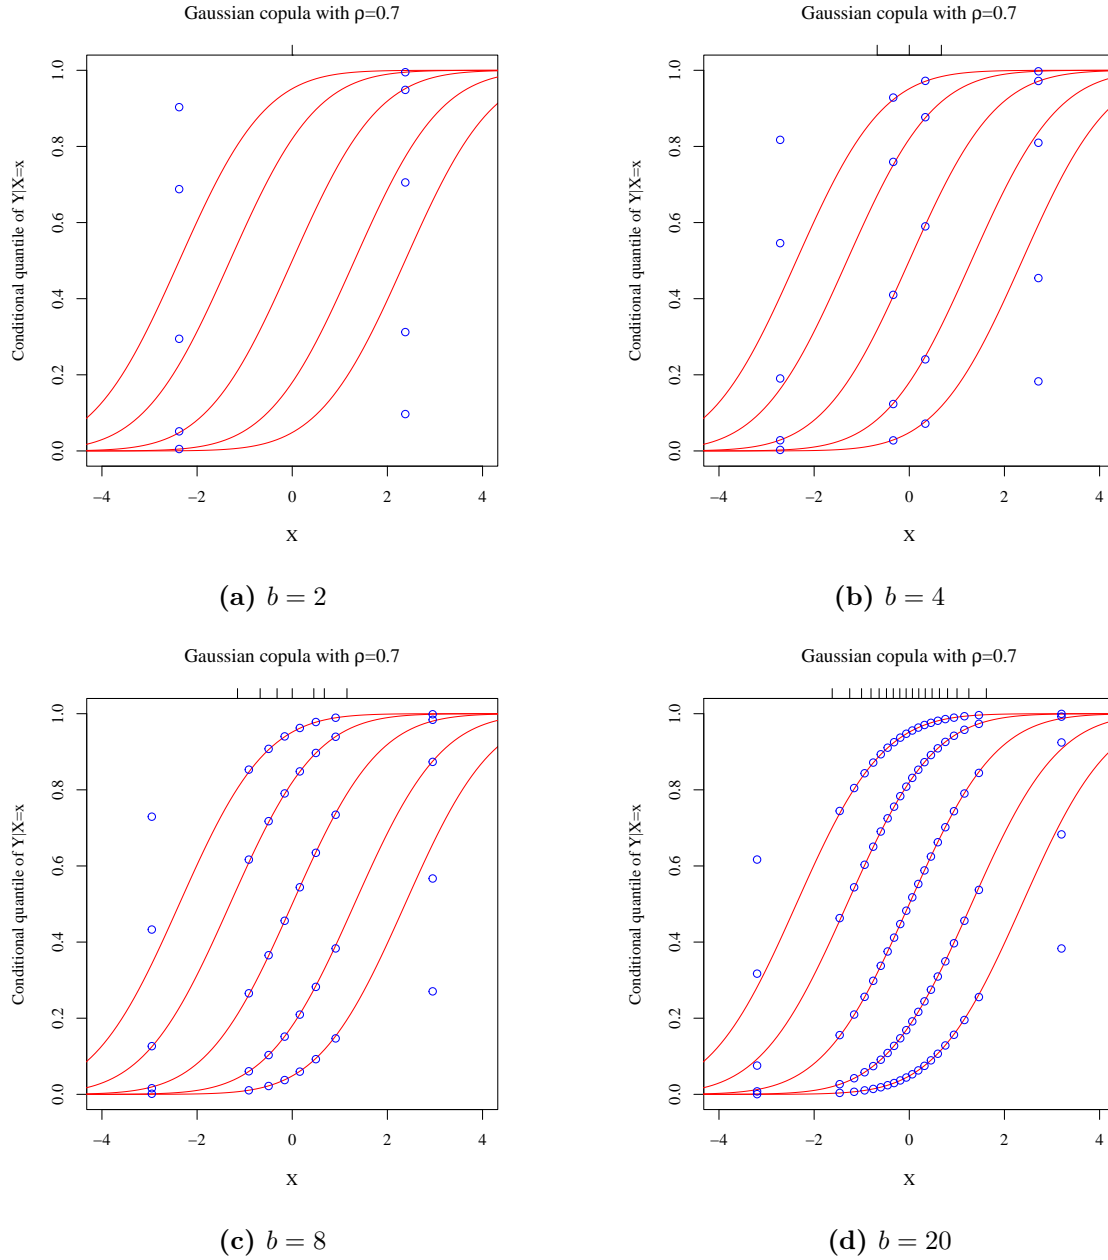 Gaussian copula with ρ=0.7
Conditional quantile of Y|X=x
1.0
0.8
0.6
0.4
0.2
0.0
−4 −2 0 2 4
X
(a) b = 2
Gaussian copula with ρ=0.7
Conditional quantile of Y|X=x
1.0
0.8
0.6
0.4
0.2
0.0
−4 −2 0 2 4
X
(b) b = 4
Gaussian copula with ρ=0.7
Conditional quantile of Y|X=x
1.0
0.8
0.6
0.4
0.2
0.0
−4 −2 0 2 4
X
(c) b = 8
Gaussian copula with ρ=0.7
Conditional quantile of Y|X=x
1.0
0.8
0.6
0.4
0.2
0.0
−4 −2 0 2 4
X
(d) b = 20